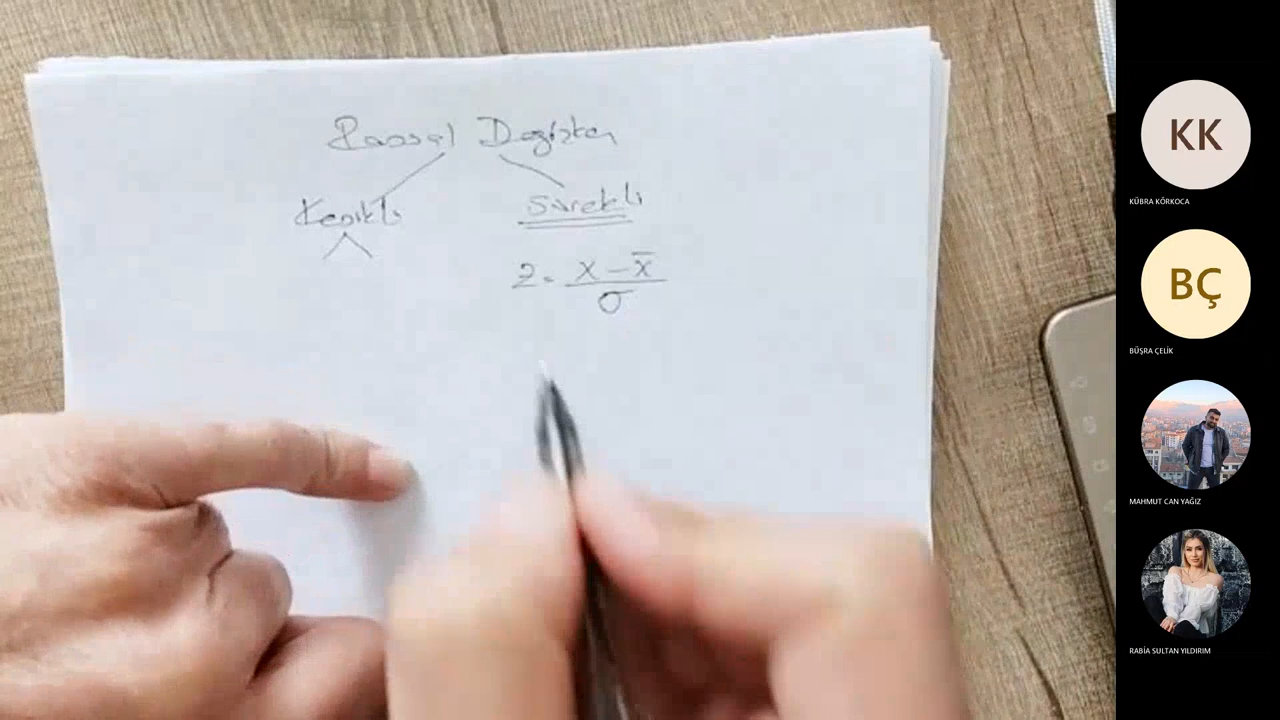 Rassal Değişken
Kesikli Sürekli
z = x - x̄ / σ
KK
KÜBRA KÖRKOCA
BÇ
BÜŞRA ÇELİK
MAHMUT CAN YAĞIZ
RABİA SULTAN YILDIRIM